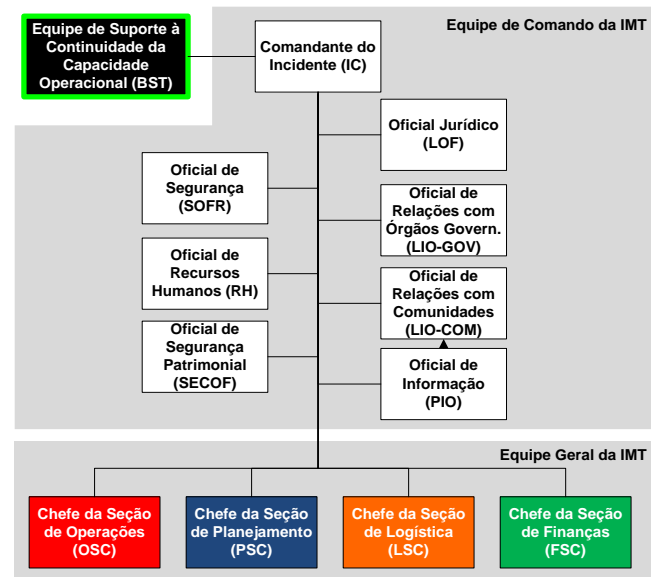 Equipe de Suporte à
Continuidade da
Capacidade
Operacional (BST)
Comandante do
Incidente (IC)
Equipe de Comando da IMT
Oficial Jurídico
(LOF)
Oficial de
Segurança
(SOFR)
Oficial de
Relações com
Órgãos Govern.
(LIO-GOV)
Oficial de
Recursos
Humanos (RH)
Oficial de
Relações com
Comunidades
(LIO-COM)
Oficial de
Segurança
Patrimonial
(SECOF)
Oficial de
Informação
(PIO)
Equipe Geral da IMT
Chefe da Seção
de Operações
(OSC)
Chefe da Seção
de Planejamento
(PSC)
Chefe da Seção
de Logística
(LSC)
Chefe da Seção
de Finanças
(FSC)